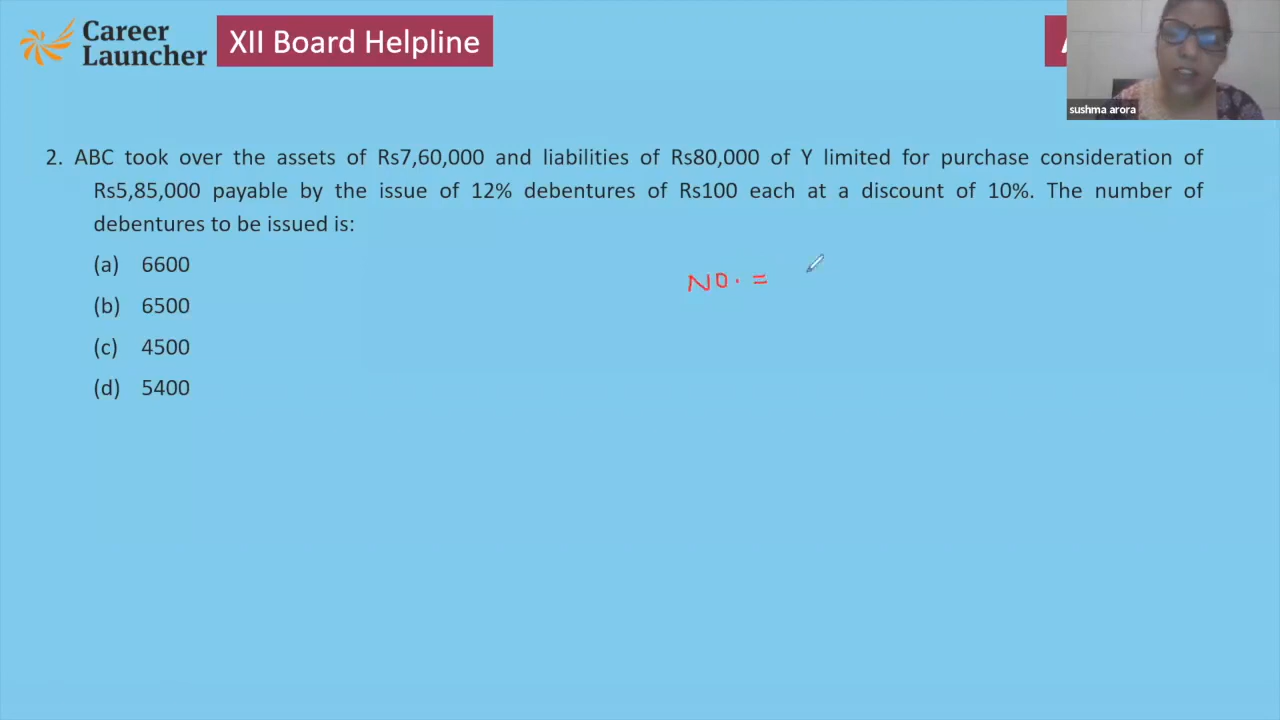 Career
Launcher
XII Board Helpline
sushma arora
2. ABC took over the assets of Rs7,60,000 and liabilities of Rs80,000 of Y limited for purchase consideration of
Rs5,85,000 payable by the issue of 12% debentures of Rs100 each at a discount of 10%. The number of
debentures to be issued is:
(a) 6600
NO. =
(b) 6500
(c) 4500
(d) 5400